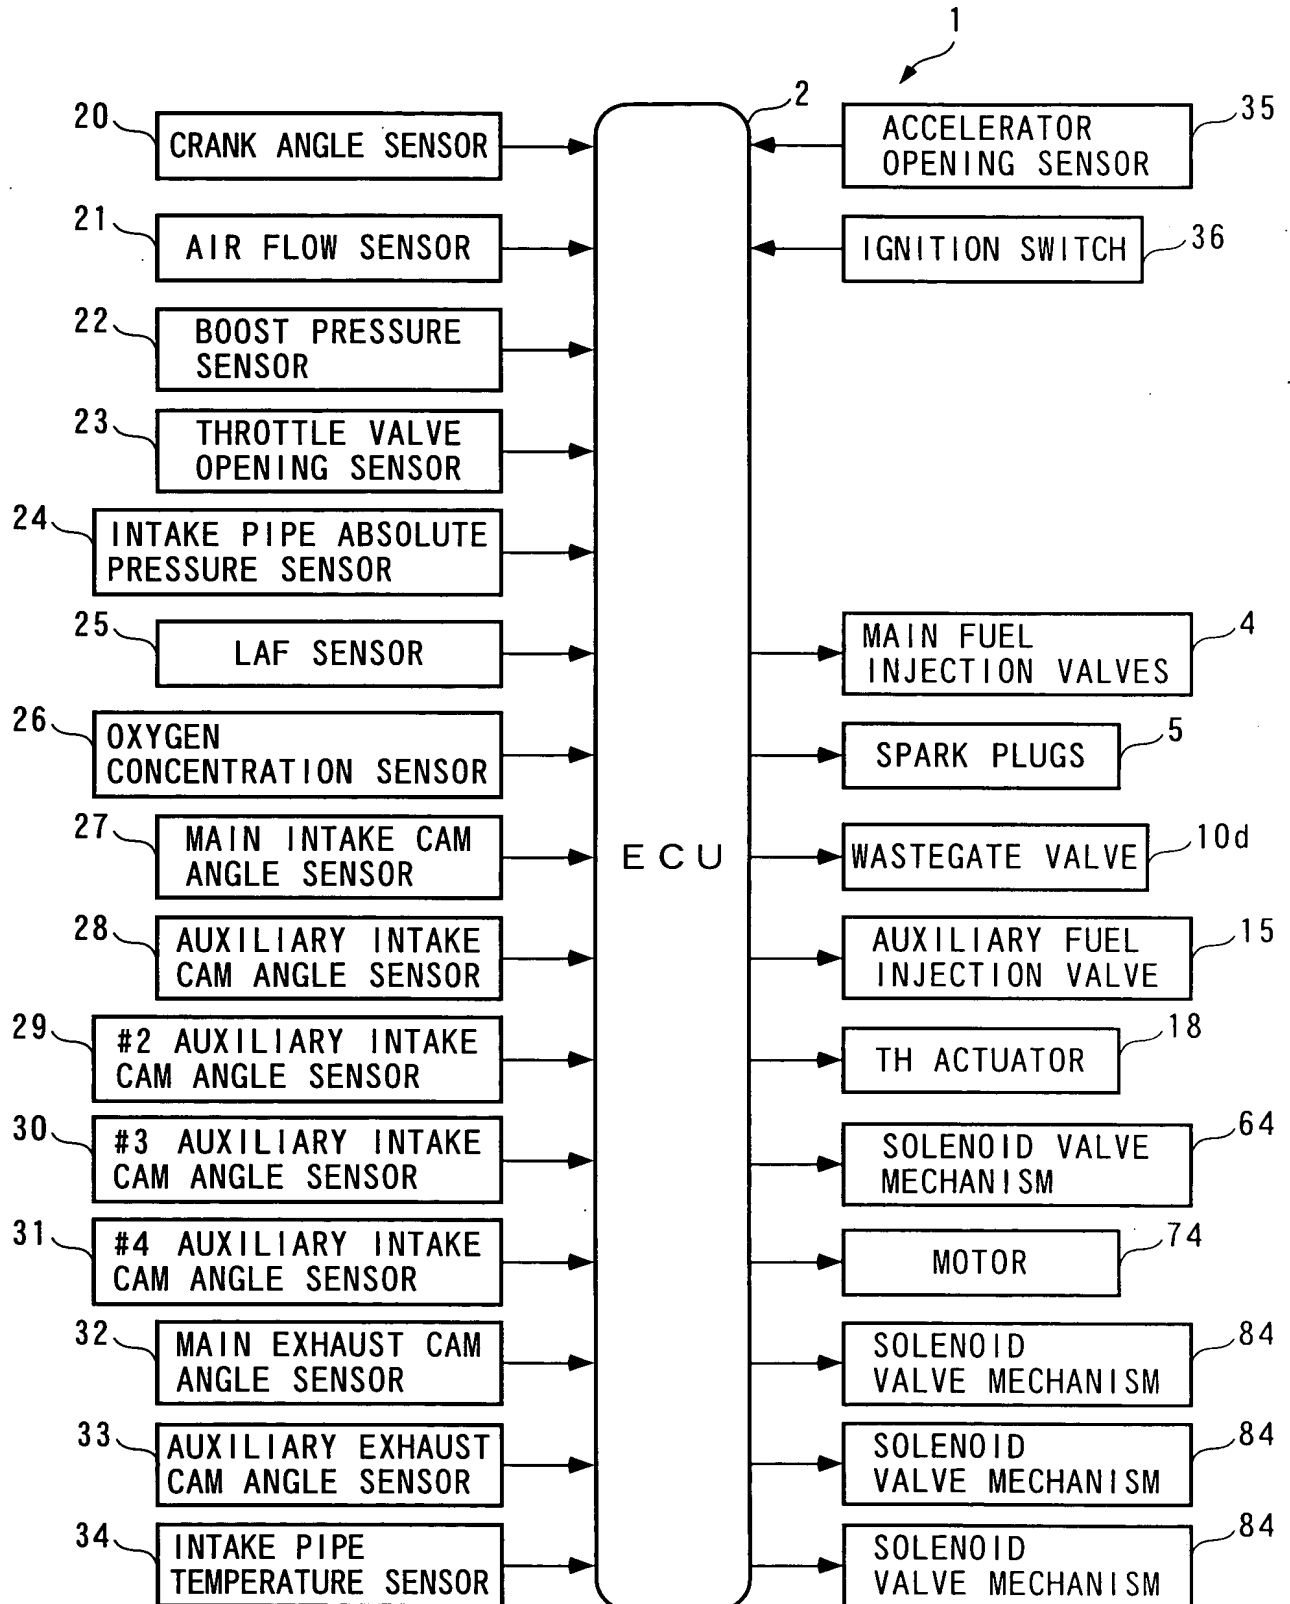 1
2
20
CRANK ANGLE SENSOR
21
AIR FLOW SENSOR
22
BOOST PRESSURE
SENSOR
23
THROTTLE VALVE
OPENING SENSOR
24
INTAKE PIPE ABSOLUTE
PRESSURE SENSOR
25
LAF SENSOR
26
OXYGEN
CONCENTRATION SENSOR
27
MAIN INTAKE CAM
ANGLE SENSOR
28
AUXILIARY INTAKE
CAM ANGLE SENSOR
29
#2 AUXILIARY INTAKE
CAM ANGLE SENSOR
30
#3 AUXILIARY INTAKE
CAM ANGLE SENSOR
31
#4 AUXILIARY INTAKE
CAM ANGLE SENSOR
32
MAIN EXHAUST CAM
ANGLE SENSOR
33
AUXILIARY EXHAUST
CAM ANGLE SENSOR
34
INTAKE PIPE
TEMPERATURE SENSOR
ECU
35
ACCELERATOR
OPENING SENSOR
36
IGNITION SWITCH
4
MAIN FUEL
INJECTION VALVES
5
SPARK PLUGS
10d
WASTEGATE VALVE
15
AUXILIARY FUEL
INJECTION VALVE
18
TH ACTUATOR
64
SOLENOID VALVE
MECHANISM
74
MOTOR
84
SOLENOID
VALVE MECHANISM
84
SOLENOID
VALVE MECHANISM
84
SOLENOID
VALVE MECHANISM